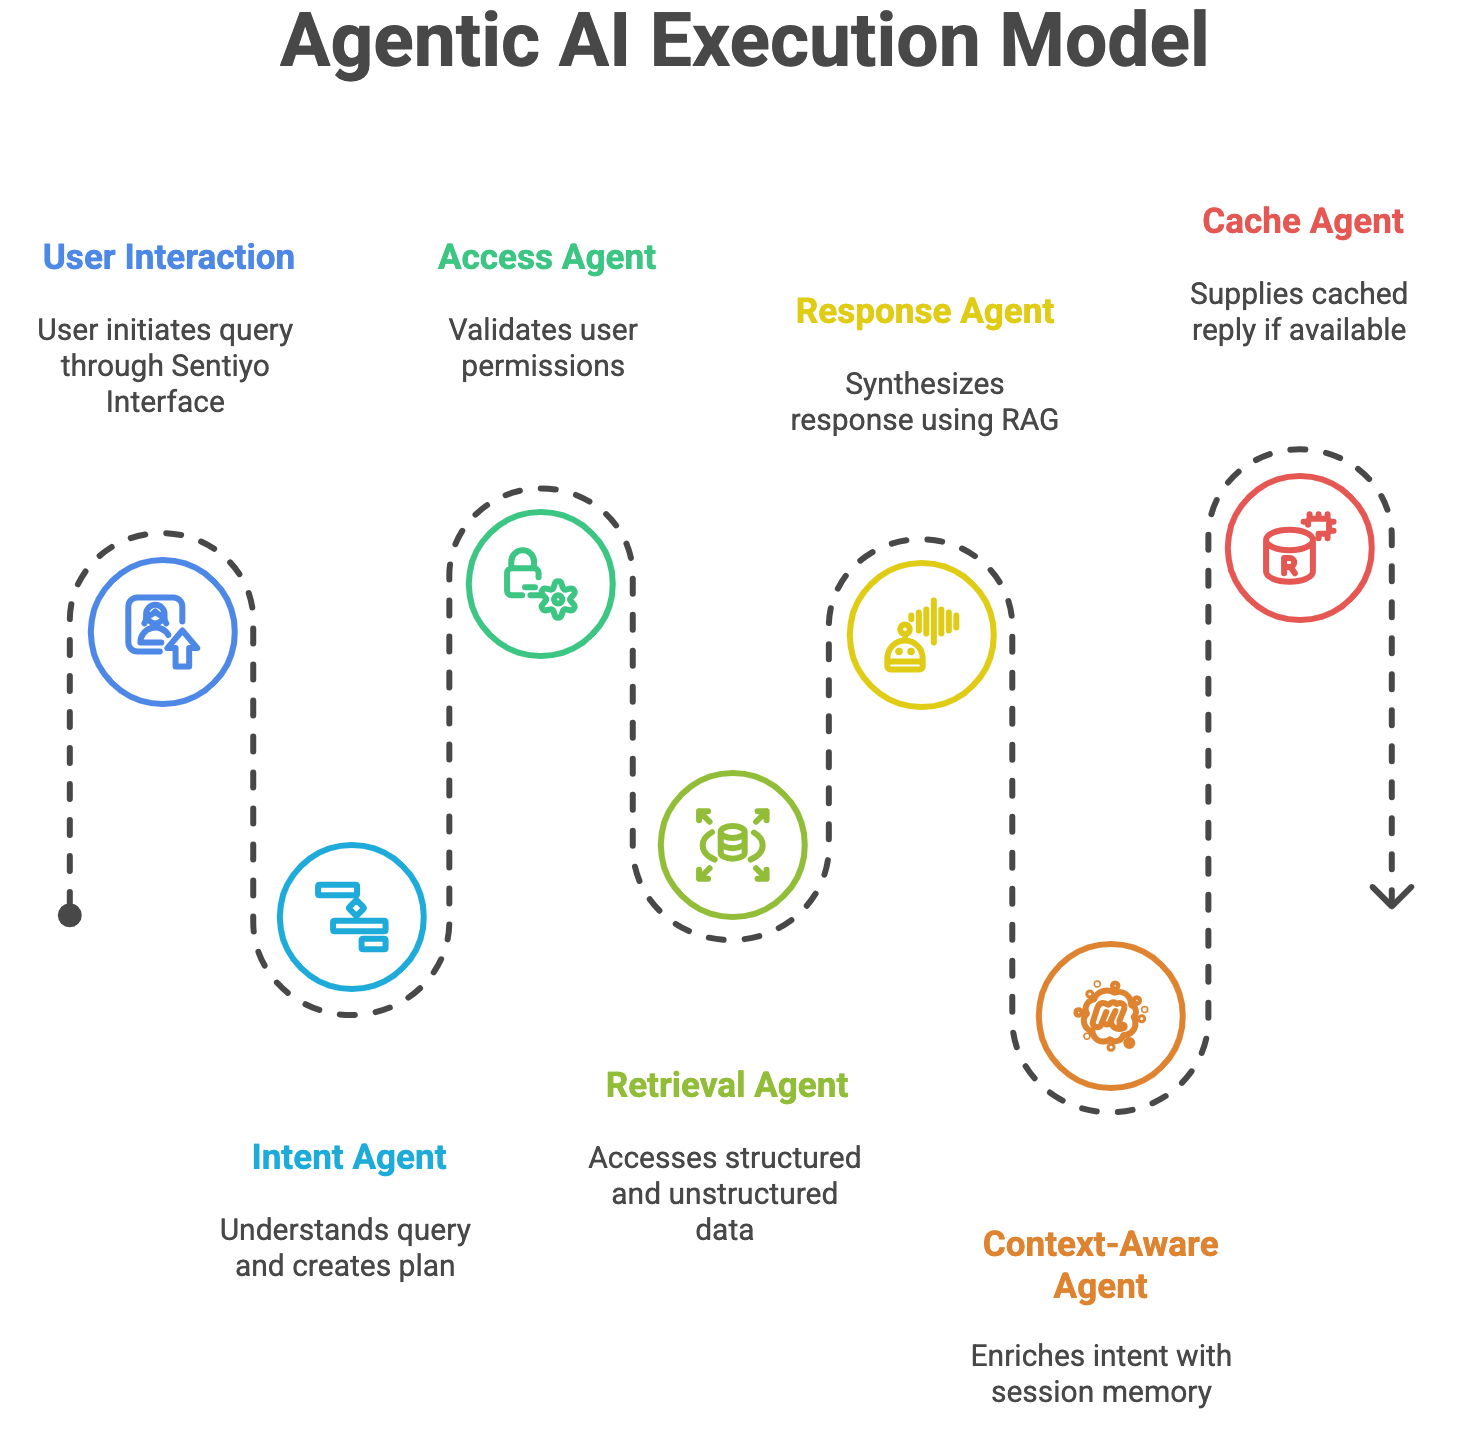 Agentic AI Execution Model
User Interaction
User initiates query
through Sentiyo
Interface
Intent Agent
Understands query
and creates plan
Access Agent
Validates user
permissions
Retrieval Agent
Accesses structured
and unstructured
data
Response Agent
Synthesizes
response using RAG
Context-Aware
Agent
Enriches intent with
session memory
Cache Agent
Supplies cached
reply if available
R